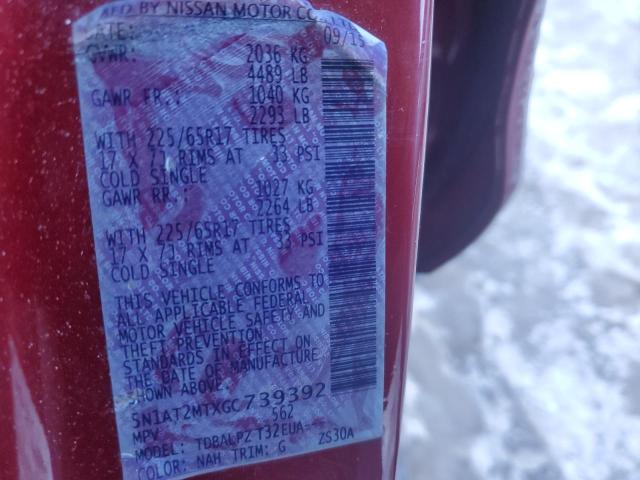 MFD BY NISSAN MOTOR CO., LTD
DATE: 09/15
GVWR: 2036 KG
4489 LB
GAWR FR.: 1040 KG
2293 LB
WITH 225/65R17 TIRES
17 X 7J RIMS AT 33 PSI
COLD SINGLE
GAWR RR.: 1027 KG
2264 LB
WITH 225/65R17 TIRES
17 X 7J RIMS AT 33 PSI
COLD SINGLE
THIS VEHICLE CONFORMS TO
ALL APPLICABLE FEDERAL
MOTOR VEHICLE SAFETY AND
THEFT PREVENTION
STANDARDS IN EFFECT ON
THE DATE OF MANUFACTURE
SHOWN ABOVE.
5N1AT2MTXGC739392
MPV 562
MODEL: TDBALPZ T32EUA-- ZS30A
COLOR: NAH TRIM: G